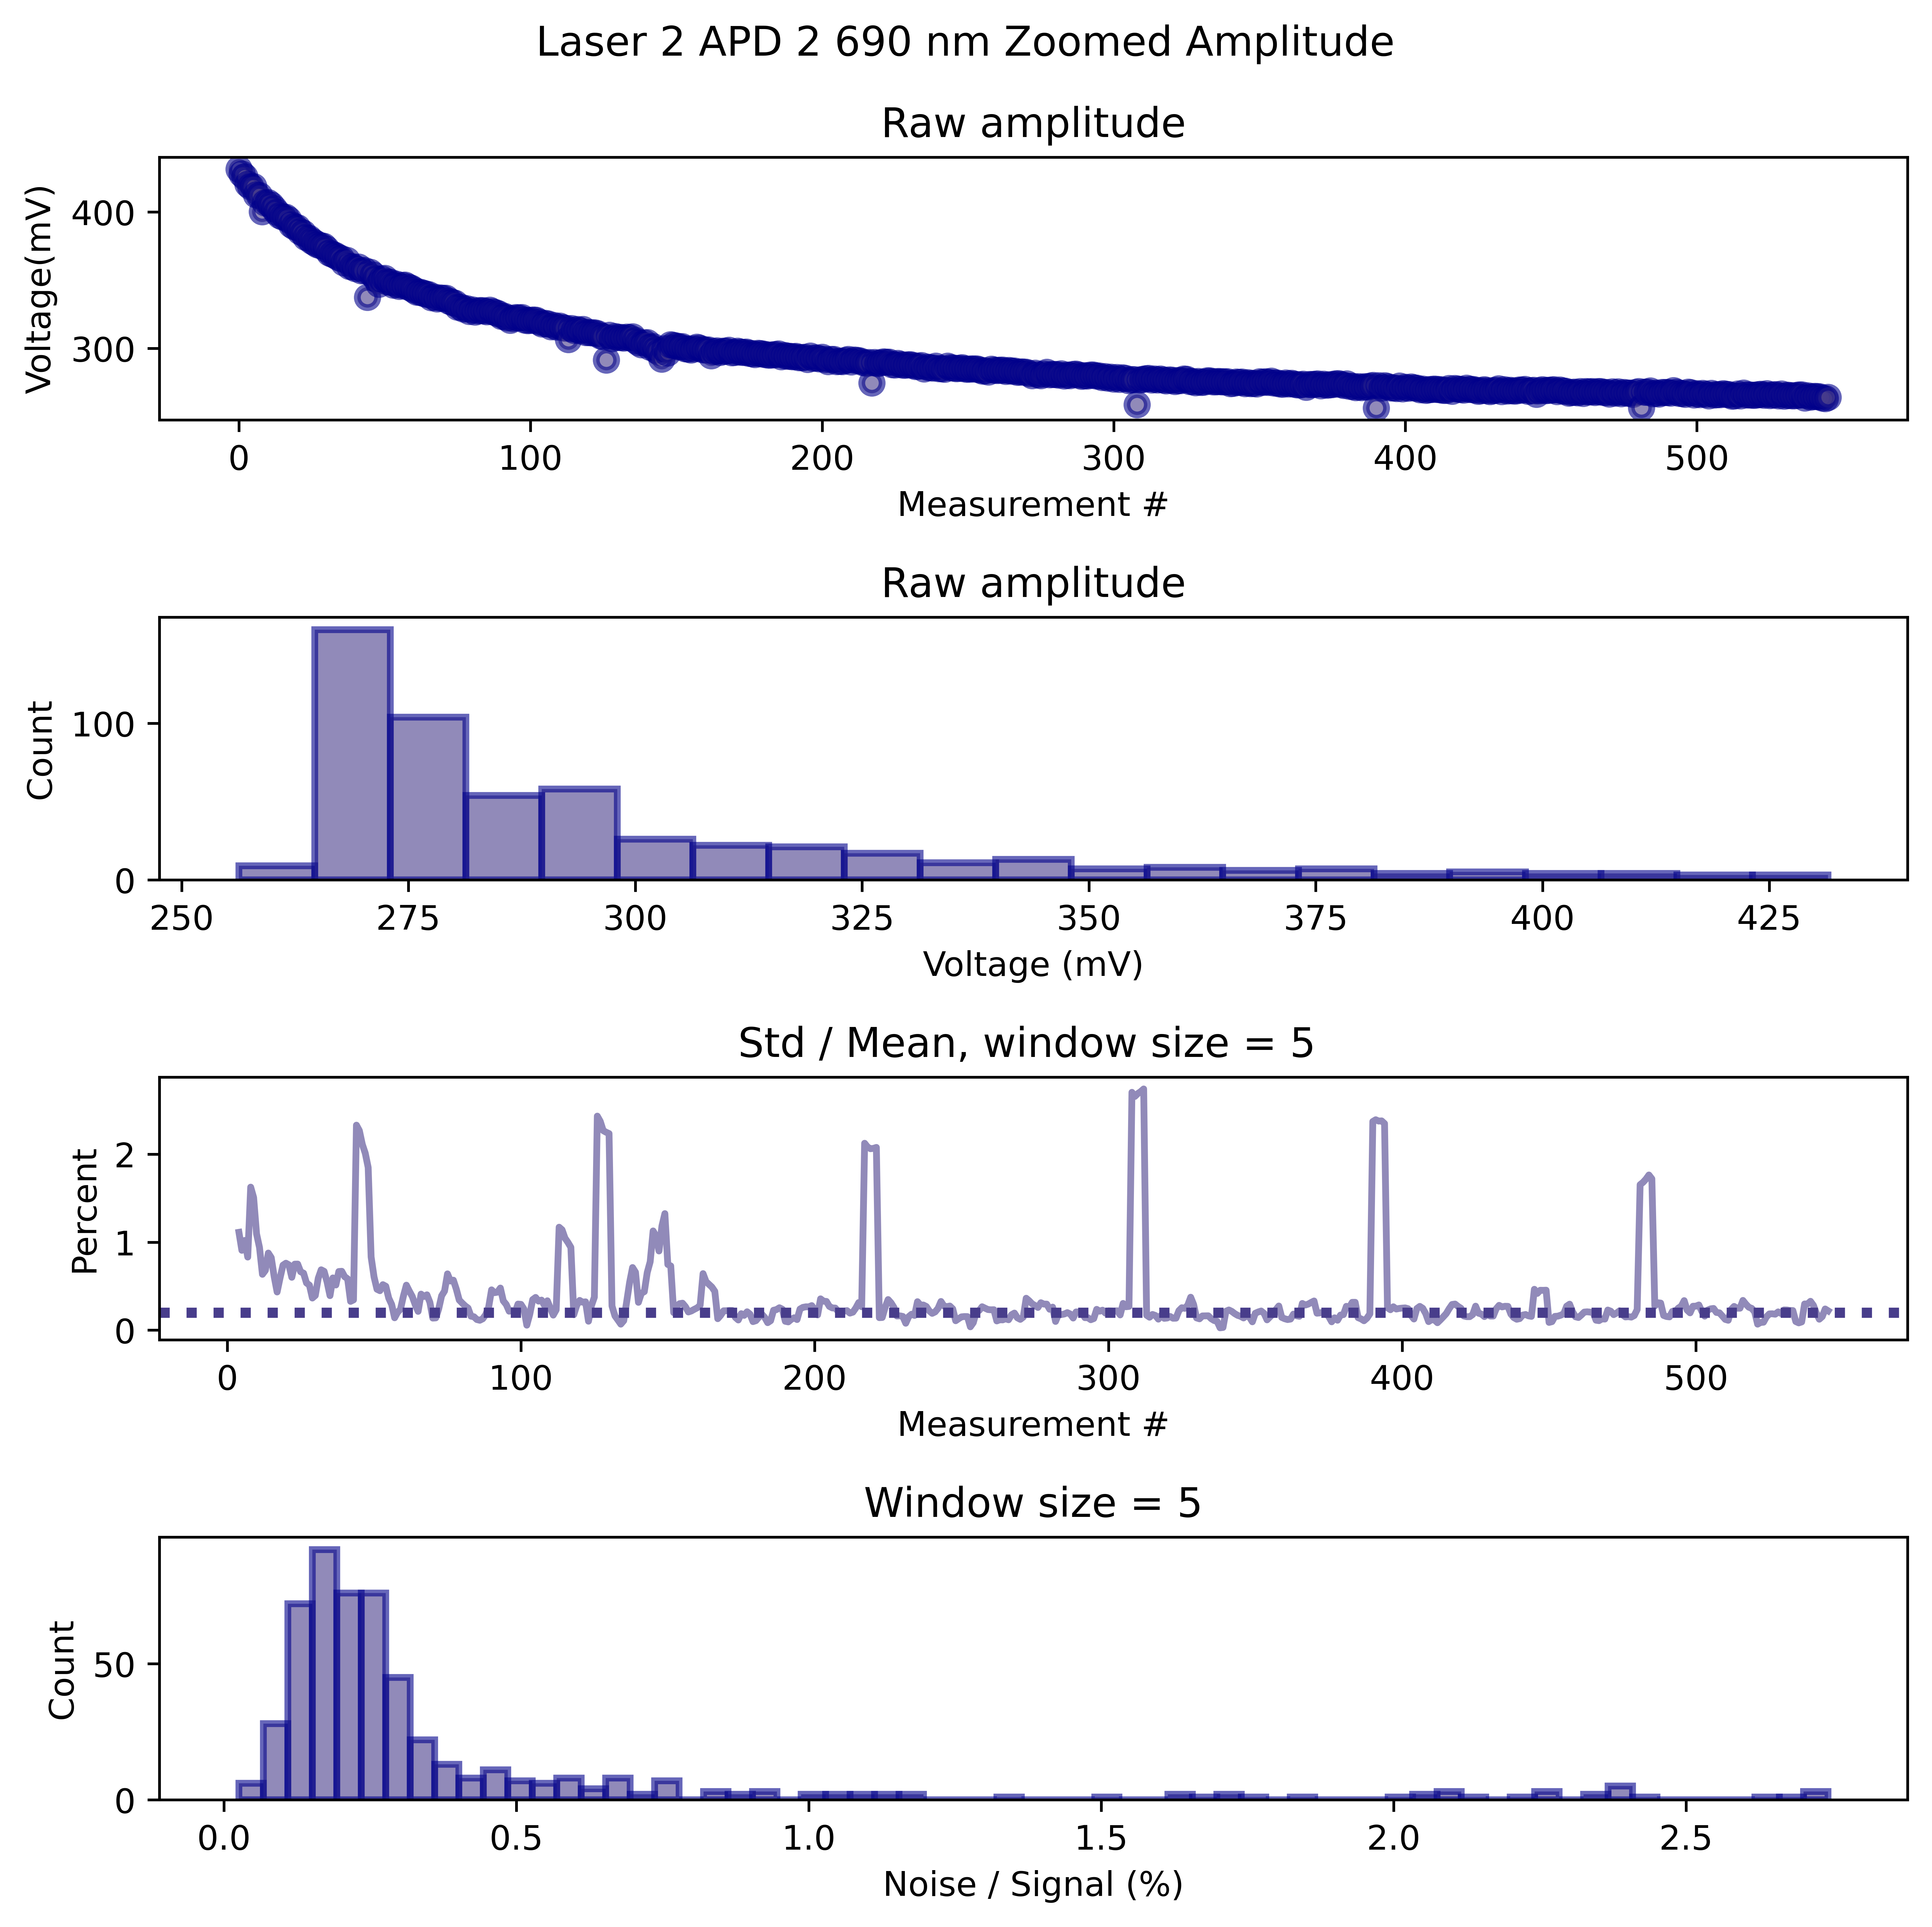 Laser 2 APD 2 690 nm Zoomed Amplitude
Raw amplitude
Voltage(mV)
400
300
0 100 200 300 400 500
Measurement #
Raw amplitude
Count
100
0
250 275 300 325 350 375 400 425
Voltage (mV)
Std / Mean, window size = 5
Percent
2
1
0
0 100 200 300 400 500
Measurement #
Window size = 5
Count
50
0
0.0 0.5 1.0 1.5 2.0 2.5
Noise / Signal (%)